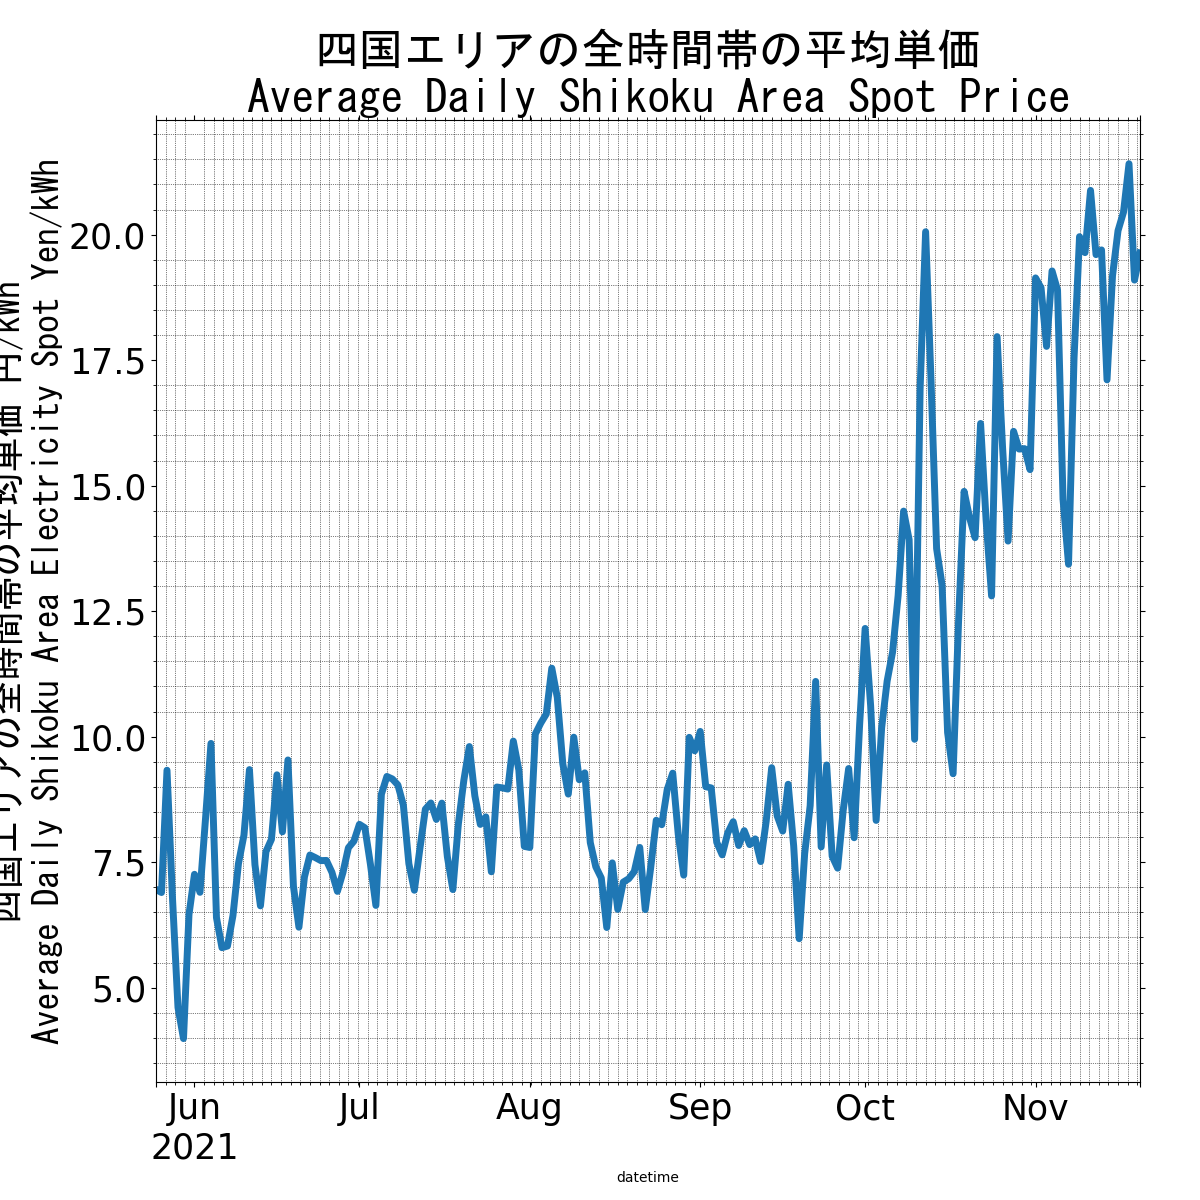 四国エリアの全時間帯の平均単価
Average Daily Shikoku Area Spot Price
四国エリアの全時間帯の平均単価 円/kWh
Average Daily Shikoku Area Electricity Spot Yen/kWh
20.0
17.5
15.0
12.5
10.0
7.5
5.0
Jun Jul Aug Sep Oct Nov
2021
datetime